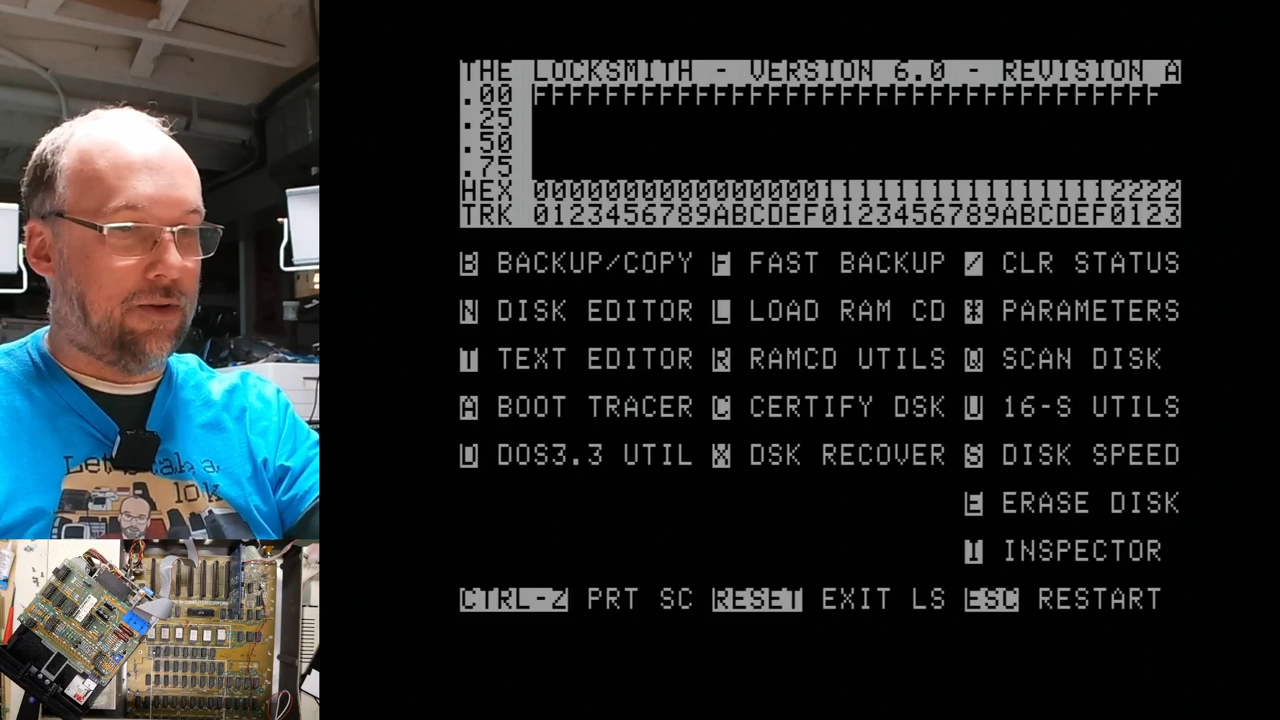 THE LOCKSMITH - VERSION 6.0 - REVISION A
.00 FFFFFFFFFFFFFFFFFFFFFFFFFFFFFFFFFFF
.25
.50
.75
HEX 000000000000000011111111111111112222
TRK 0123456789ABCDEF0123456789ABCDEF0123
B BACKUP/COPY F FAST BACKUP / CLR STATUS
N DISK EDITOR L LOAD RAM CD * PARAMETERS
T TEXT EDITOR R RAMCD UTILS Q SCAN DISK
A BOOT TRACER C CERTIFY DSK U 16-S UTILS
D DOS3.3 UTIL X DSK RECOVER S DISK SPEED
E ERASE DISK
I INSPECTOR
CTRL-Z PRT SC RESET EXIT LS ESC RESTART